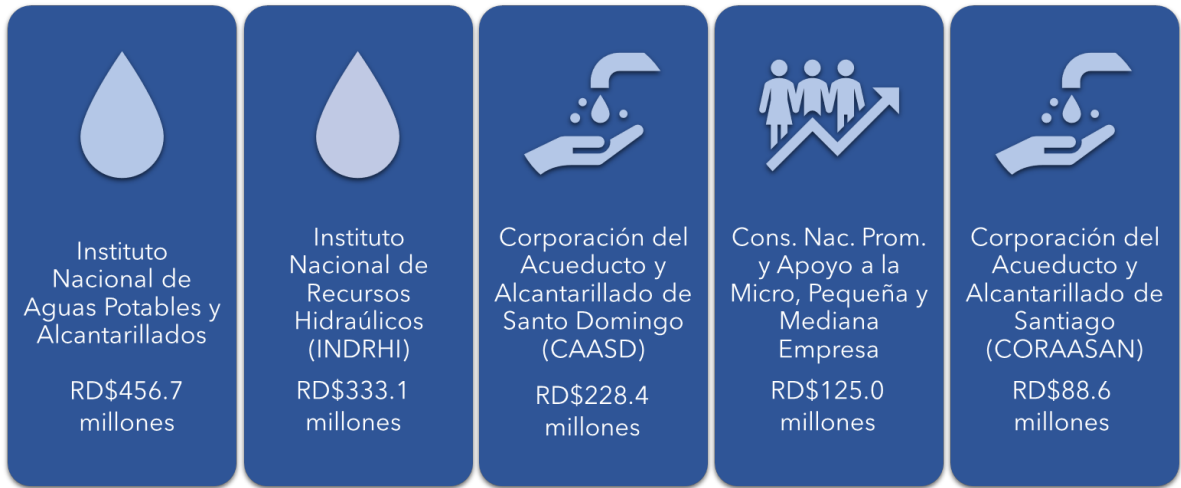 Instituto
Nacional de
Aguas Potables y
Alcantarillados
RD$456.7
millones
Instituto
Nacional de
Recursos
Hidraúlicos
(INDRHI)
RD$333.1
millones
Corporación del
Acueducto y
Alcantarillado de
Santo Domingo
(CAASD)
RD$228.4
millones
Cons. Nac. Prom.
y Apoyo a la
Micro, Pequeña y
Mediana
Empresa
RD$125.0
millones
Corporación del
Acueducto y
Alcantarillado de
Santiago
(CORAASAN)
RD$88.6
millones